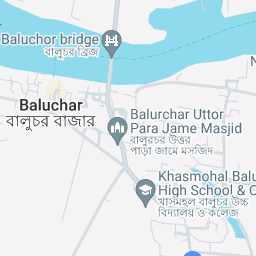 Baluchor bridge
বালুচর ব্রিজ
N
Baluchar
বালুচর বাজার
Balurchar Uttor
Para Jame Masjid
বালুরচর উত্তর
পাড়া জামে মসজিদ
Khasmohal Balu
High School & C
খাসমহল বালুচর উচ্চ
বিদ্যালয় ও কলেজ